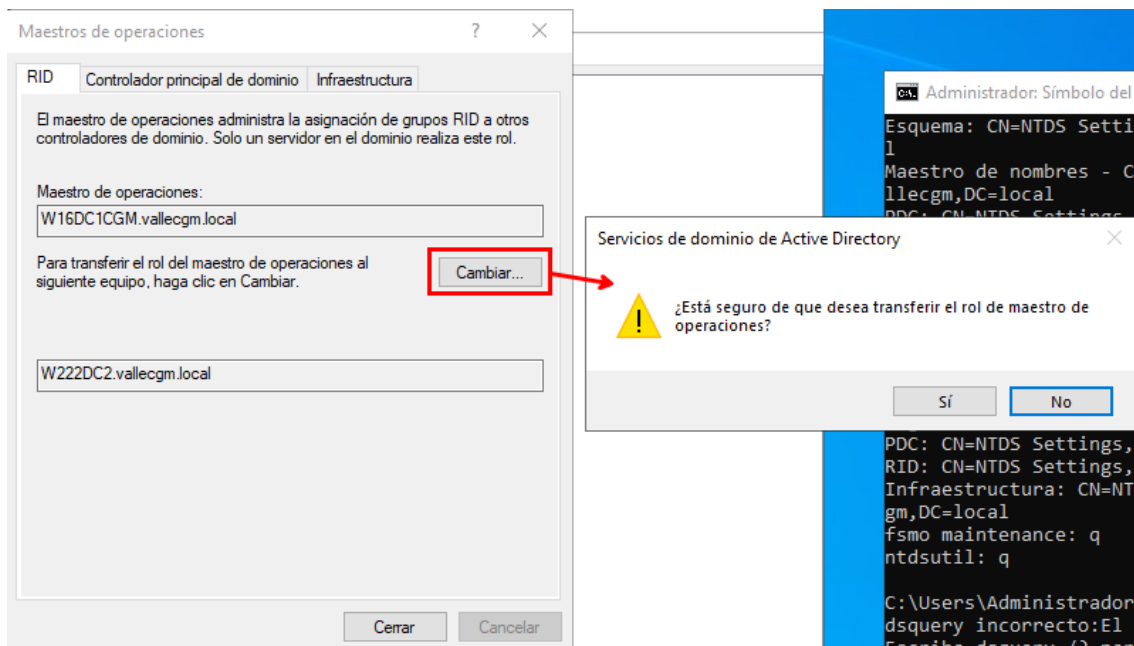 Maestros de operaciones
RID
Controlador principal de dominio
Infraestructura
El maestro de operaciones administra la asignación de grupos RID a otros
controladores de dominio. Solo un servidor en el dominio realiza este rol.
Maestro de operaciones:
W16DC1CGM.vallecgm.local
Para transferir el rol del maestro de operaciones al
siguiente equipo, haga clic en Cambiar.
Cambiar...
W222DC2.vallecgm.local
Cerrar
Cancelar
Administrador: Símbolo del
Esquema: CN=NTDS Setti
l
Maestro de nombres - C
llecgm,DC=local
PDC: CN=NTDS Settings
Servicios de dominio de Active Directory
¿Está seguro de que desea transferir el rol de maestro de
operaciones?
Sí
No
PDC: CN=NTDS Settings,
RID: CN=NTDS Settings,
Infraestructura: CN=NT
gm,DC=local
fsmo maintenance: q
ntdsutil: q
C:\Users\Administrador
dsquery incorrecto:El